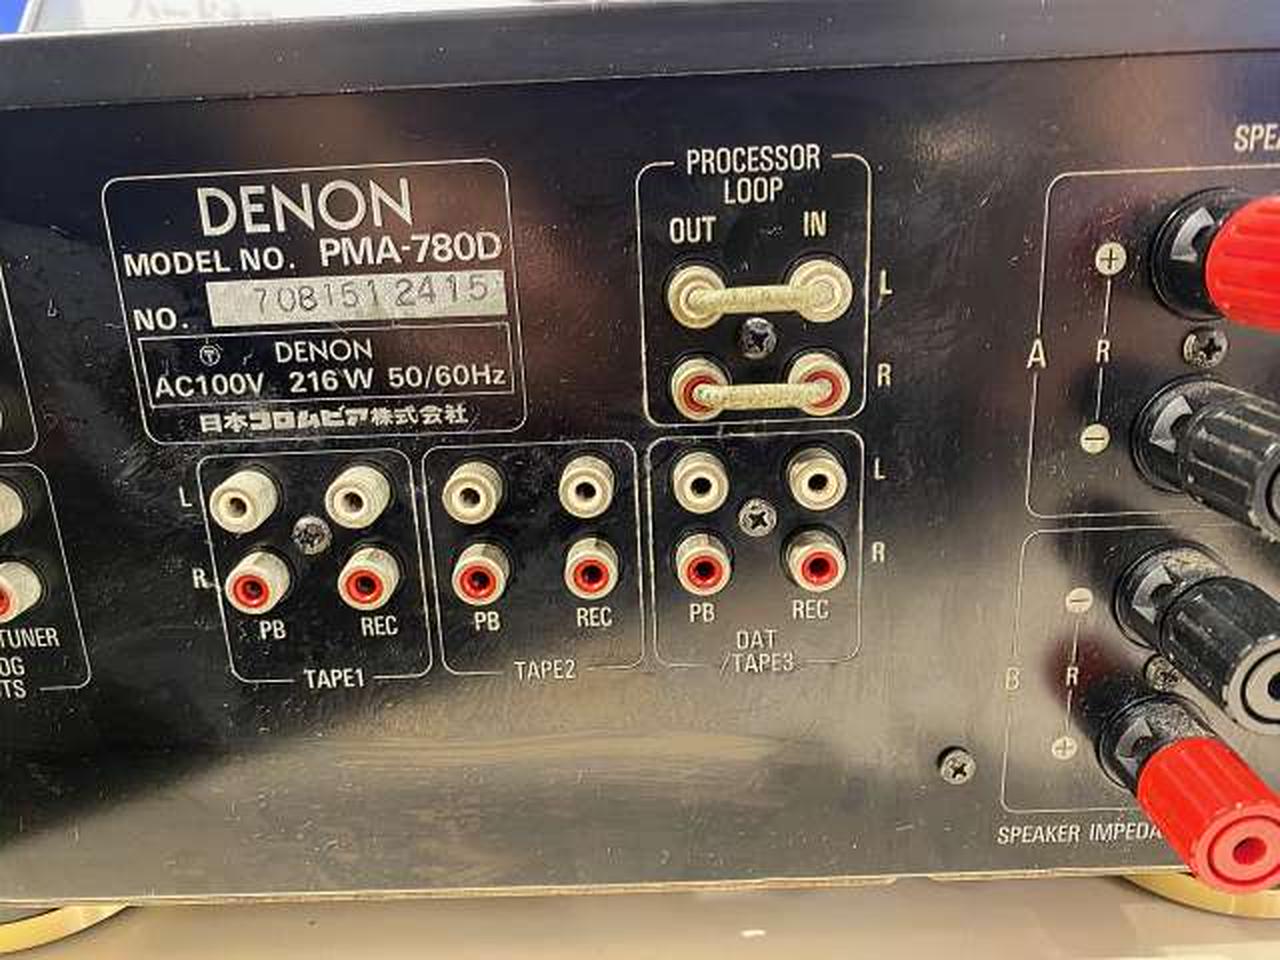 DENON
MODEL NO. PMA-780D
NO. 7081512415
DENON
AC100V 216W 50/60Hz
日本コロムビア株式会社
PROCESSOR
LOOP
OUT IN
L
R
L
R
PB REC
TAPE1
PB REC
TAPE2
L
R
PB REC
DAT
/TAPE3
TUNER
A
+
R
−
B
−
R
+
SPEAKER